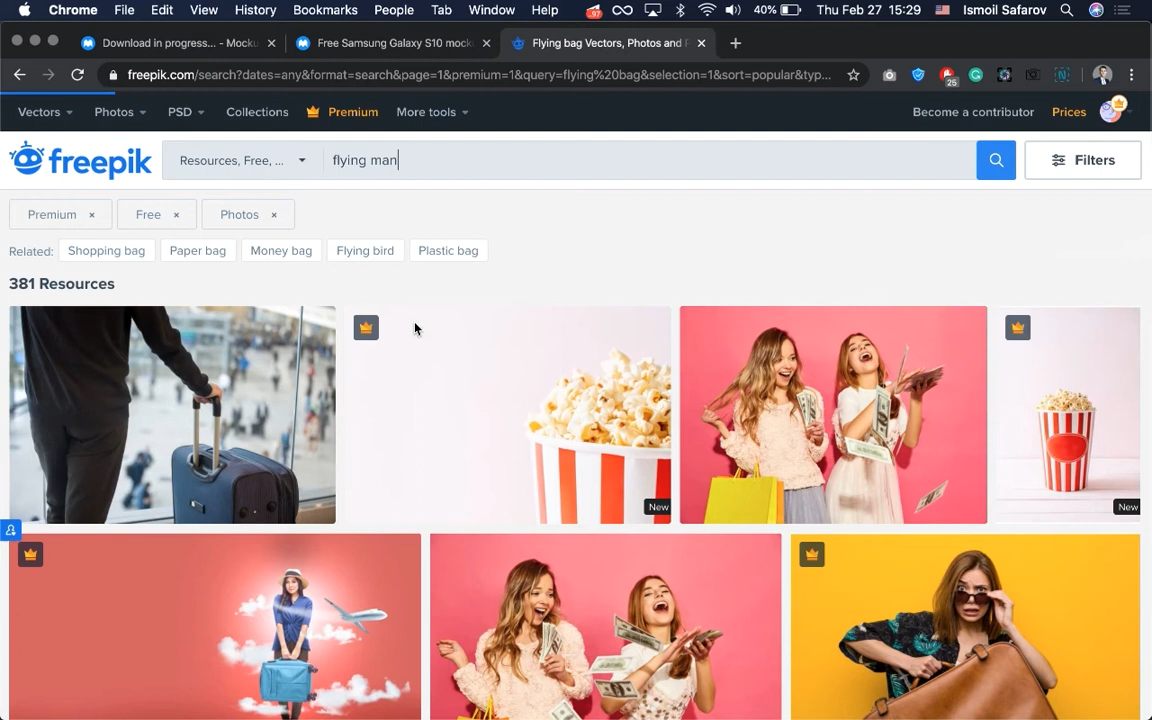 Chrome File Edit View History Bookmarks People Tab Window Help 97 40% Thu Feb 27 15:29 Ismoil Safarov
Download in progress... - Mocku Free Samsung Galaxy S10 mock Flying bag Vectors, Photos and P
freepik.com/search?dates=any&format=search&page=1&premium=1&query=flying%20bag&selection=1&sort=popular&typ... 25
Vectors Photos PSD Collections Premium More tools Become a contributor Prices
freepik Resources, Free, ... flying man Filters
Premium × Free × Photos ×
Related: Shopping bag Paper bag Money bag Flying bird Plastic bag
381 Resources
New New